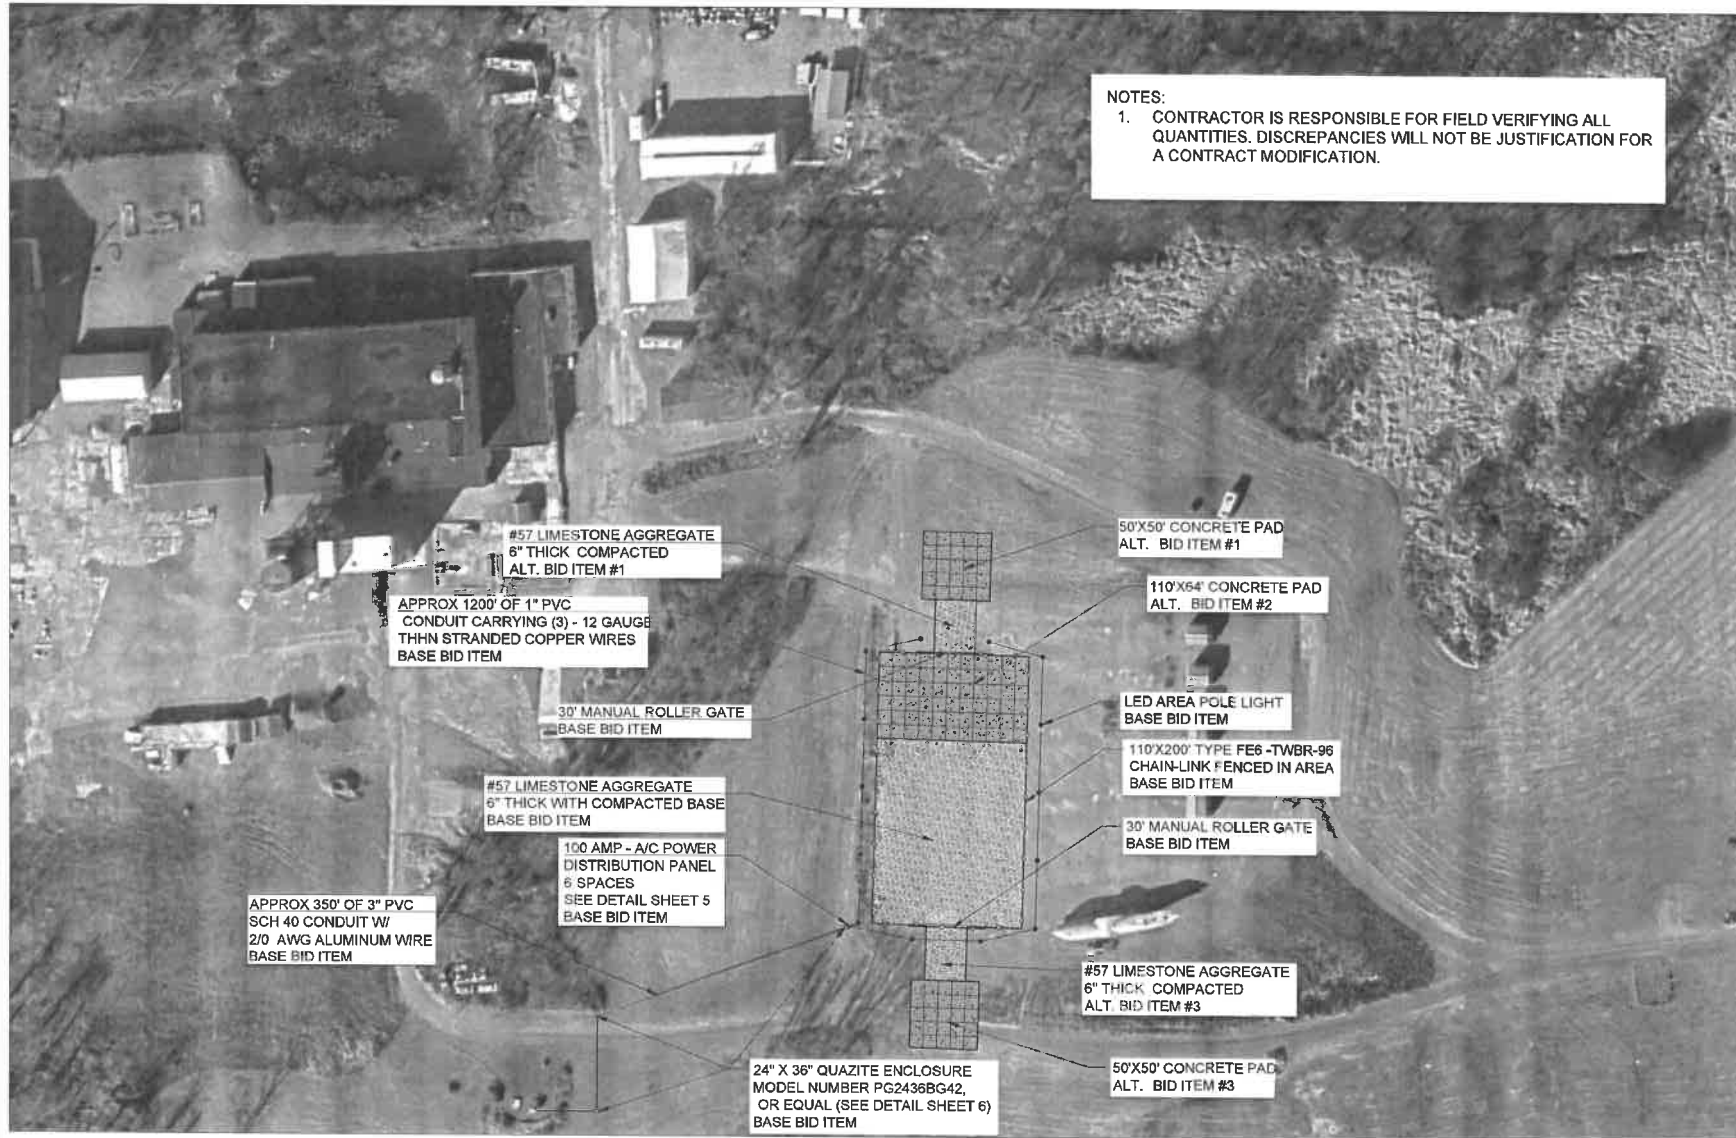 NOTES:
1. CONTRACTOR IS RESPONSIBLE FOR FIELD VERIFYING ALL
QUANTITIES. DISCREPANCIES WILL NOT BE JUSTIFICATION FOR
A CONTRACT MODIFICATION.
#57 LIMESTONE AGGREGATE
6" THICK COMPACTED
ALT. BID ITEM #1
50'X50' CONCRETE PAD
ALT. BID ITEM #1
110'X64' CONCRETE PAD
ALT. BID ITEM #2
APPROX 1200' OF 1" PVC
CONDUIT CARRYING (3) - 12 GAUGE
THHN STRANDED COPPER WIRES
BASE BID ITEM
30' MANUAL ROLLER GATE
BASE BID ITEM
LED AREA POLE LIGHT
BASE BID ITEM
110'X200' TYPE FE6 -TWBR-96
CHAIN-LINK FENCED IN AREA
BASE BID ITEM
#57 LIMESTONE AGGREGATE
6" THICK WITH COMPACTED BASE
BASE BID ITEM
30' MANUAL ROLLER GATE
BASE BID ITEM
100 AMP - A/C POWER
DISTRIBUTION PANEL
6 SPACES
SEE DETAIL SHEET 5
BASE BID ITEM
APPROX 350' OF 3" PVC
SCH 40 CONDUIT W/
2/0 AWG ALUMINUM WIRE
BASE BID ITEM
#57 LIMESTONE AGGREGATE
6" THICK COMPACTED
ALT. BID ITEM #3
24" X 36" QUAZITE ENCLOSURE
MODEL NUMBER PG2436BG42,
OR EQUAL (SEE DETAIL SHEET 6)
BASE BID ITEM
50'X50' CONCRETE PAD
ALT. BID ITEM #3